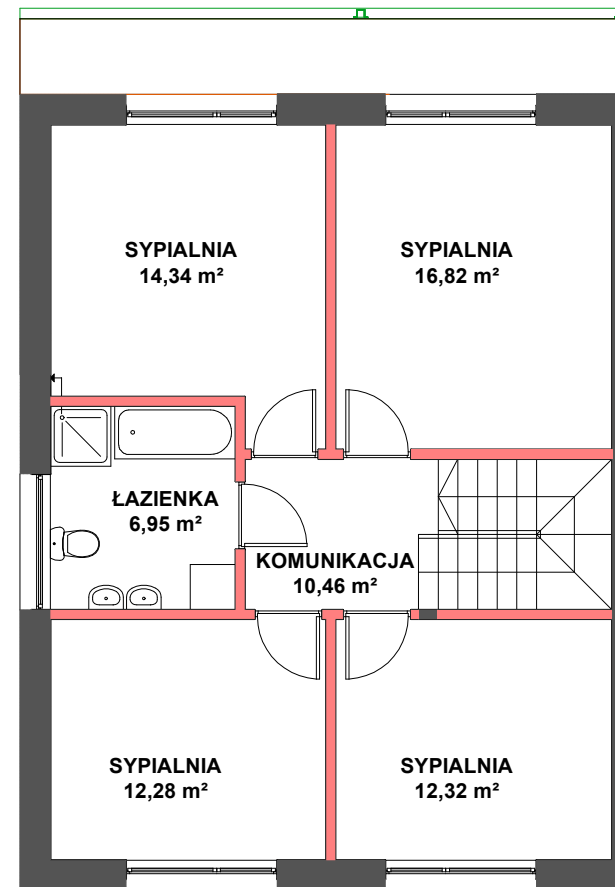 SYPIALNIA
14,34 m²
SYPIALNIA
16,82 m²
ŁAZIENKA
6,95 m²
KOMUNIKACJA
10,46 m²
SYPIALNIA
12,28 m²
SYPIALNIA
12,32 m²